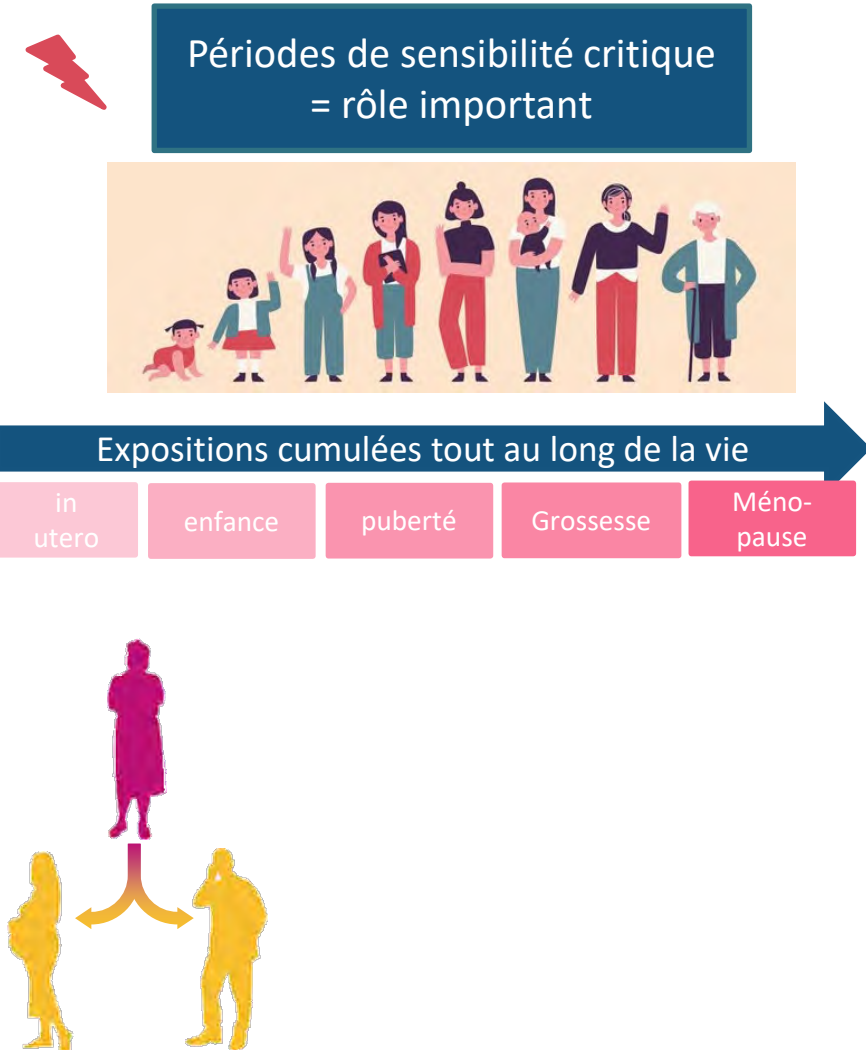 Périodes de sensibilité critique
= rôle important
Expositions cumulées tout au long de la vie
in
utero
enfance
puberté
Grossesse
Méno-
pause